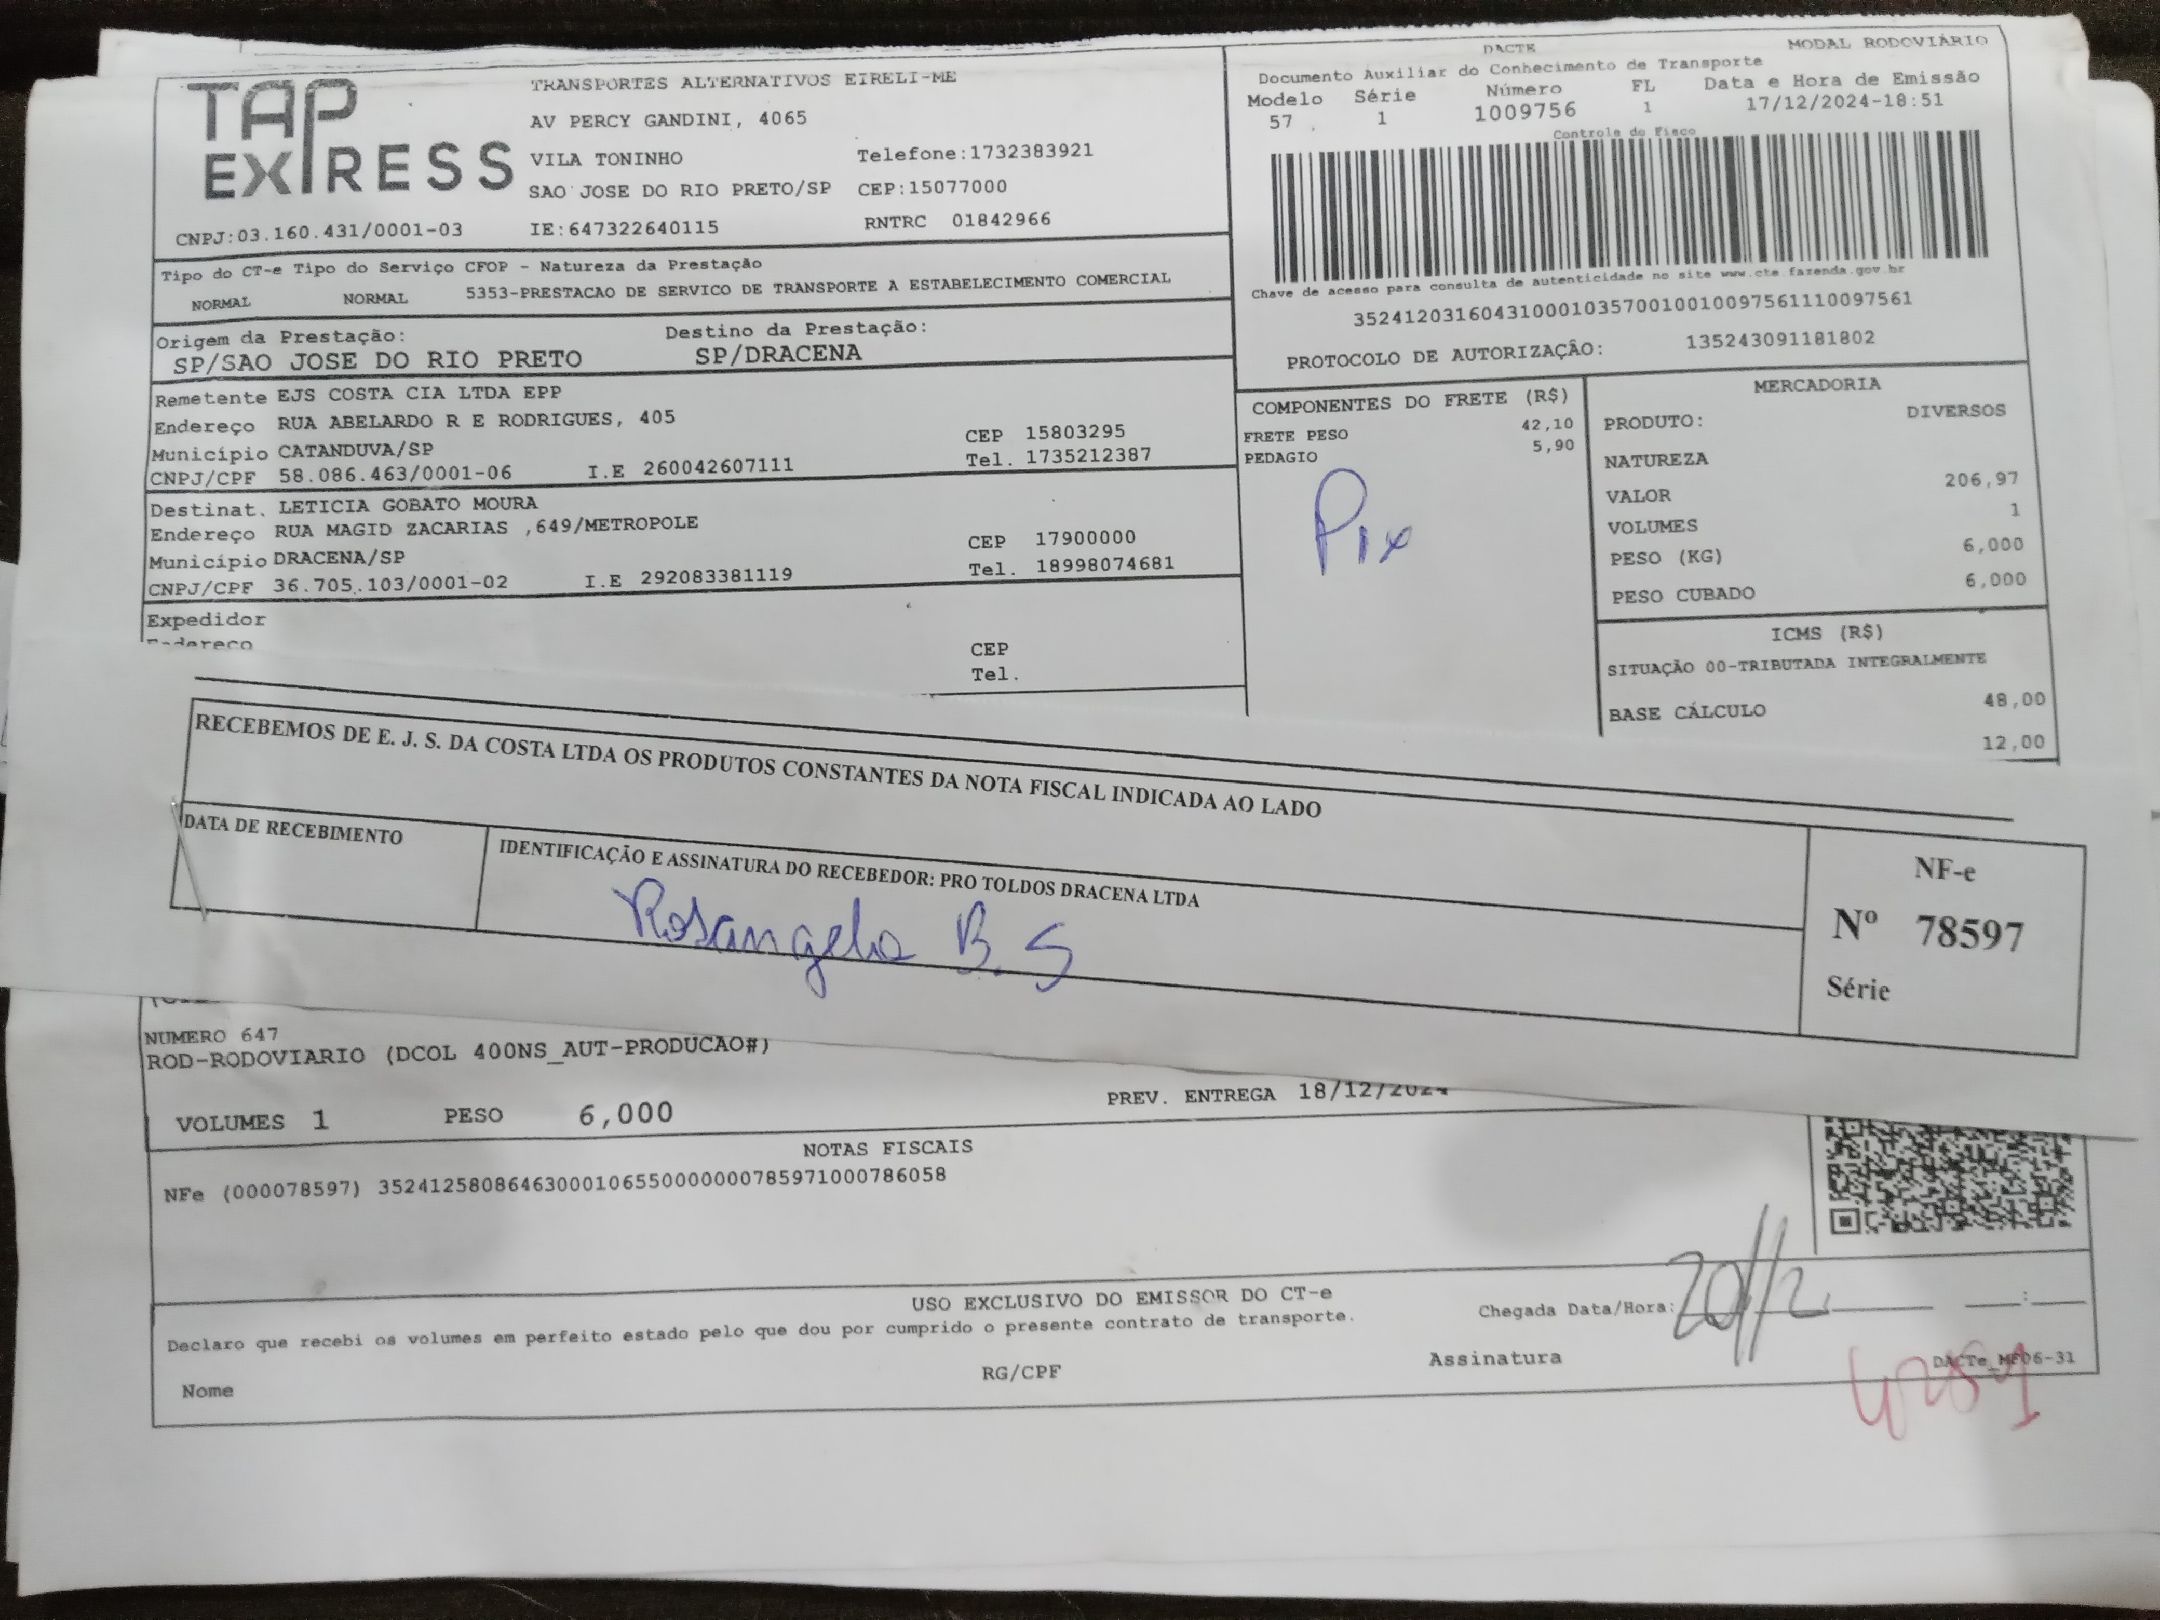 TAP EXPRESS
TRANSPORTES ALTERNATIVOS EIRELI-ME
AV PERCY GANDINI, 4065
VILA TONINHO Telefone:1732383921
SAO JOSE DO RIO PRETO/SP CEP:15077000
CNPJ:03.160.431/0001-03 IE:647322640115 RNTRC 01842966
DACTE MODAL RODOVIÁRIO
Documento Auxiliar do Conhecimento de Transporte
Modelo Série Número FL Data e Hora de Emissão
57 1 1009756 1 17/12/2024-18:51
Controle do Fisco
Chave de acesso para consulta de autenticidade no site www.cte.fazenda.gov.br
35241203160431000103570010010097561110097561
PROTOCOLO DE AUTORIZAÇÃO: 135243091181802
Tipo do CT-e Tipo do Serviço CFOP - Natureza da Prestação
NORMAL NORMAL 5353-PRESTACAO DE SERVICO DE TRANSPORTE A ESTABELECIMENTO COMERCIAL
Origem da Prestação: Destino da Prestação:
SP/SAO JOSE DO RIO PRETO SP/DRACENA
Remetente EJS COSTA CIA LTDA EPP
Endereço RUA ABELARDO R E RODRIGUES, 405
Município CATANDUVA/SP CEP 15803295
CNPJ/CPF 58.086.463/0001-06 I.E 260042607111 Tel. 1735212387
Destinat. LETICIA GOBATO MOURA
Endereço RUA MAGID ZACARIAS ,649/METROPOLE
Município DRACENA/SP CEP 17900000
CNPJ/CPF 36.705.103/0001-02 I.E 292083381119 Tel. 18998074681
Expedidor
Endereço CEP
Tel.
COMPONENTES DO FRETE (R$)
FRETE PESO 42,10
PEDAGIO 5,90
Pix
MERCADORIA
PRODUTO: DIVERSOS
NATUREZA
VALOR 206,97
VOLUMES 1
PESO (KG) 6,000
PESO CUBADO 6,000
ICMS (R$)
SITUAÇÃO 00-TRIBUTADA INTEGRALMENTE
BASE CÁLCULO 48,00
12,00
RECEBEMOS DE E. J. S. DA COSTA LTDA OS PRODUTOS CONSTANTES DA NOTA FISCAL INDICADA AO LADO
DATA DE RECEBIMENTO
IDENTIFICAÇÃO E ASSINATURA DO RECEBEDOR: PRO TOLDOS DRACENA LTDA
Rosangela B. S
NF-e
Nº 78597
Série
NUMERO 647
ROD-RODOVIARIO (DCOL 400NS_AUT-PRODUCAO#)
VOLUMES 1 PESO 6,000 PREV. ENTREGA 18/12/2024
NOTAS FISCAIS
NFe (000078597) 35241258086463000106550000000785971000786058
USO EXCLUSIVO DO EMISSOR DO CT-e
Declaro que recebi os volumes em perfeito estado pelo que dou por cumprido o presente contrato de transporte.
Chegada Data/Hora: 20/12 :
Nome RG/CPF Assinatura
DACTe_MF06-31